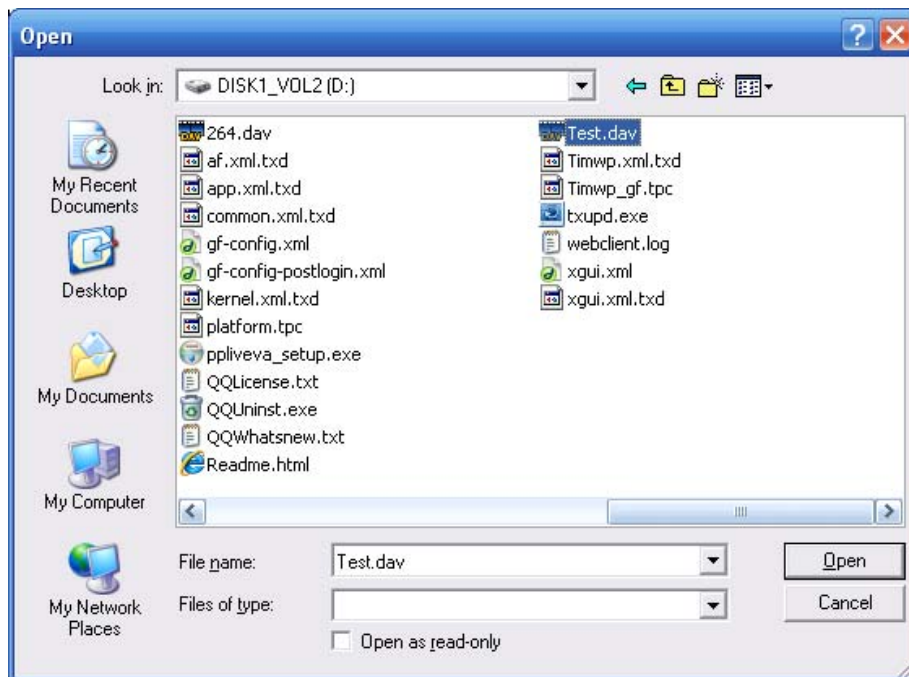 Open
Look in: DISK1_VOL2 (D:)
My Recent
Documents
Desktop
My Documents
My Computer
My Network
Places
264.dav
af.xml.txd
app.xml.txd
common.xml.txd
gf-config.xml
gf-config-postlogin.xml
kernel.xml.txd
platform.tpc
ppliveva_setup.exe
QQLicense.txt
QQUninst.exe
QQWhatsnew.txt
Readme.html
Test.dav
Timwp.xml.txd
Timwp_gf.tpc
txupd.exe
webclient.log
xgui.xml
xgui.xml.txd
File name: Test.dav Open
Files of type: Cancel
Open as read-only